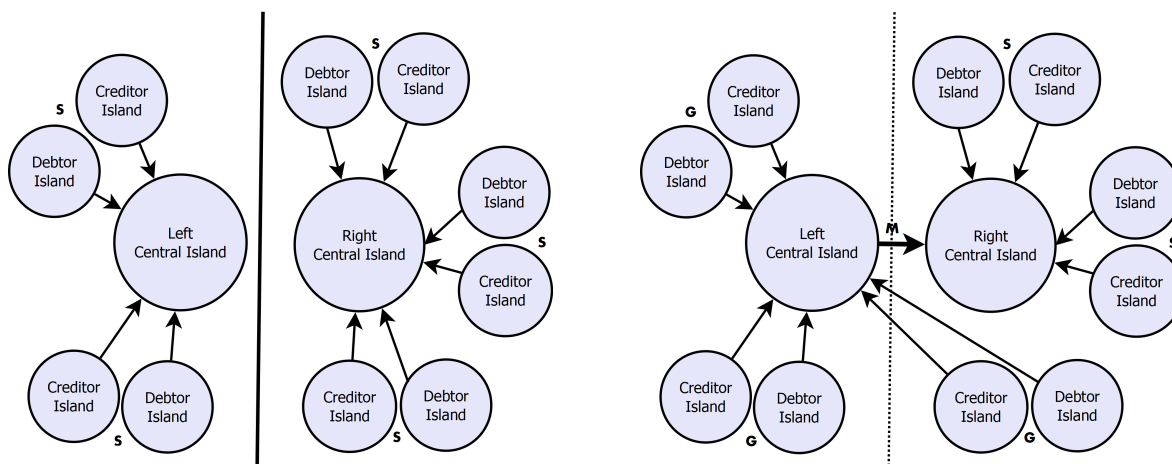 S
Creditor
Island
Debtor
Island
Left
Central Island
Creditor
Island
Debtor
Island
S
Debtor
Island
S
Creditor
Island
Debtor
Island
S
Creditor
Island
Right
Central Island
Creditor
Island
Debtor
Island
S
G
Creditor
Island
Debtor
Island
Left
Central Island
M
Creditor
Island
Debtor
Island
G
Debtor
Island
S
Creditor
Island
Debtor
Island
S
Creditor
Island
Right
Central Island
Creditor
Island
Debtor
Island
G